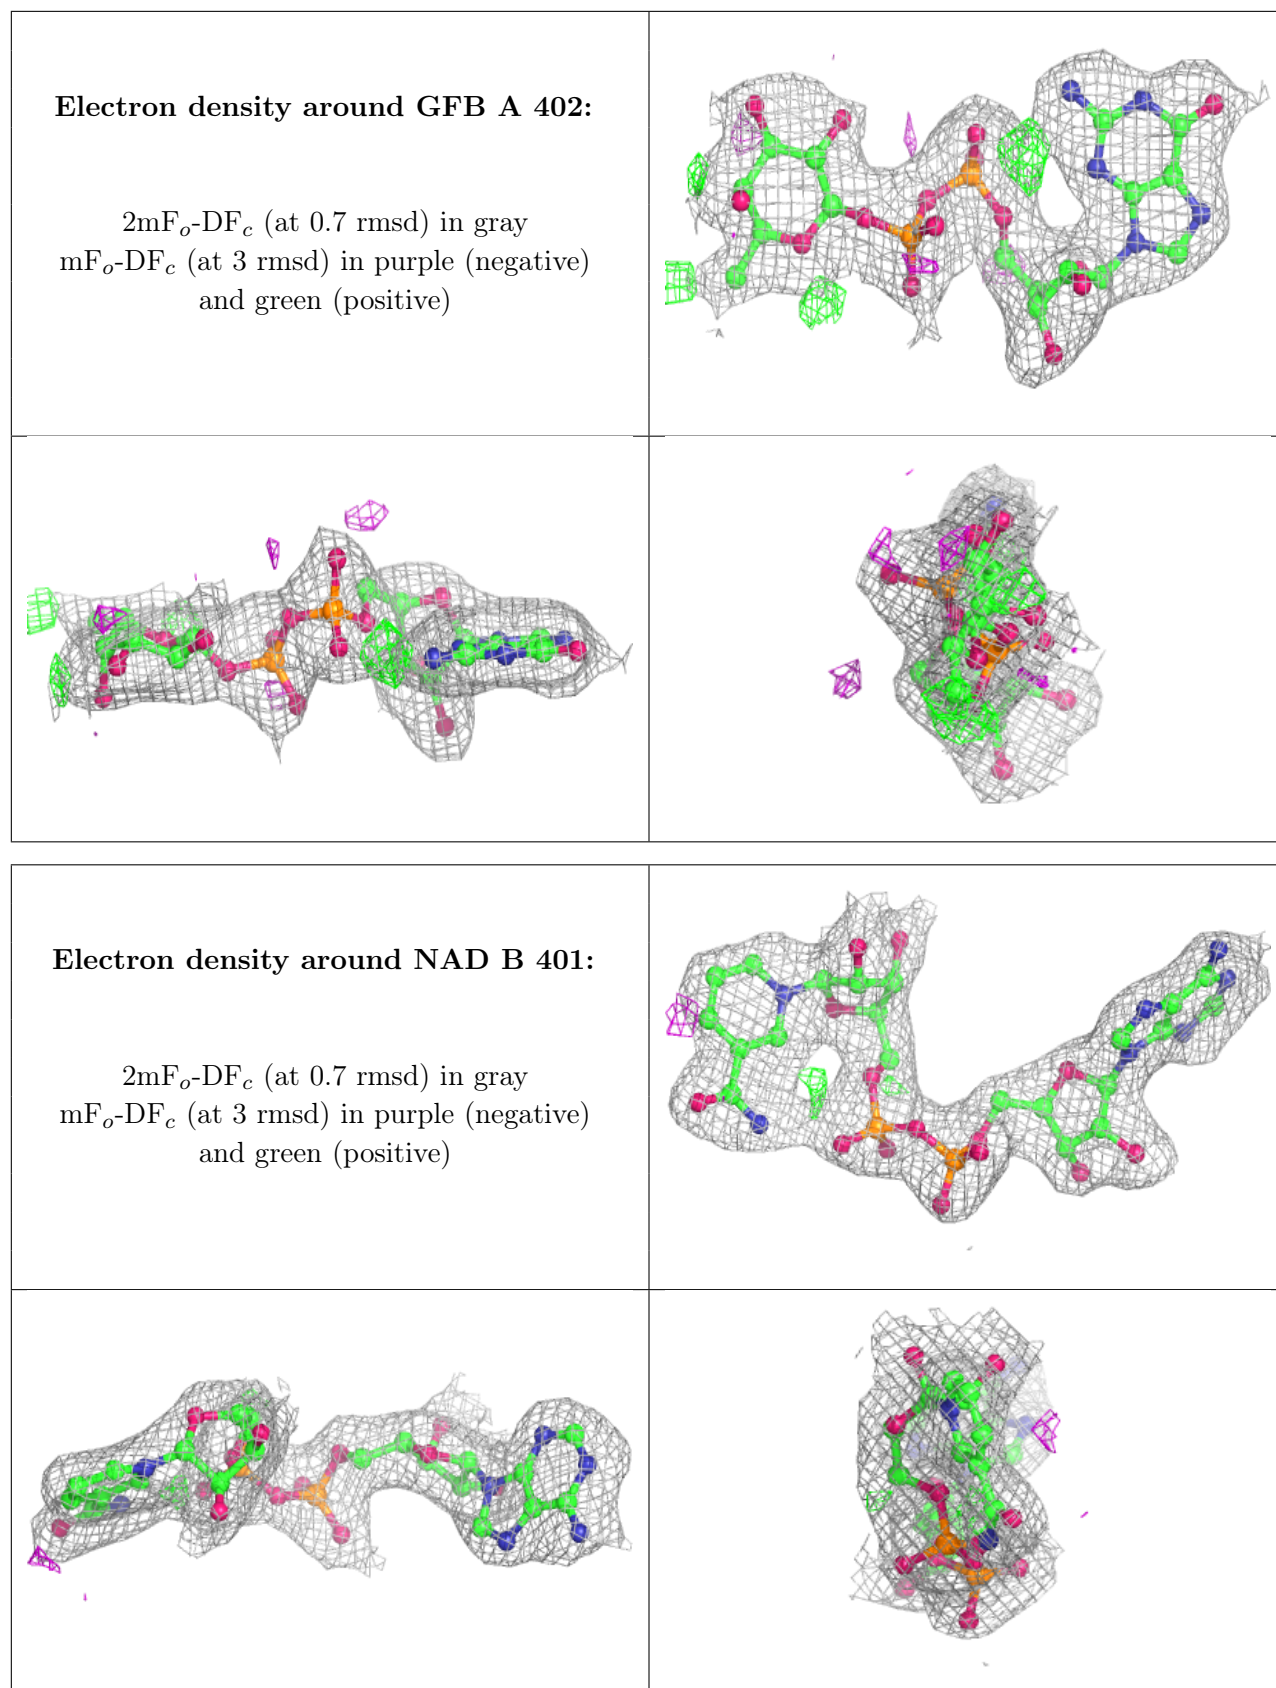 Electron density around GFB A 402:
2mFo-DFc (at 0.7 rmsd) in gray
mFo-DFc (at 3 rmsd) in purple (negative)
and green (positive)
Electron density around NAD B 401:
2mFo-DFc (at 0.7 rmsd) in gray
mFo-DFc (at 3 rmsd) in purple (negative)
and green (positive)